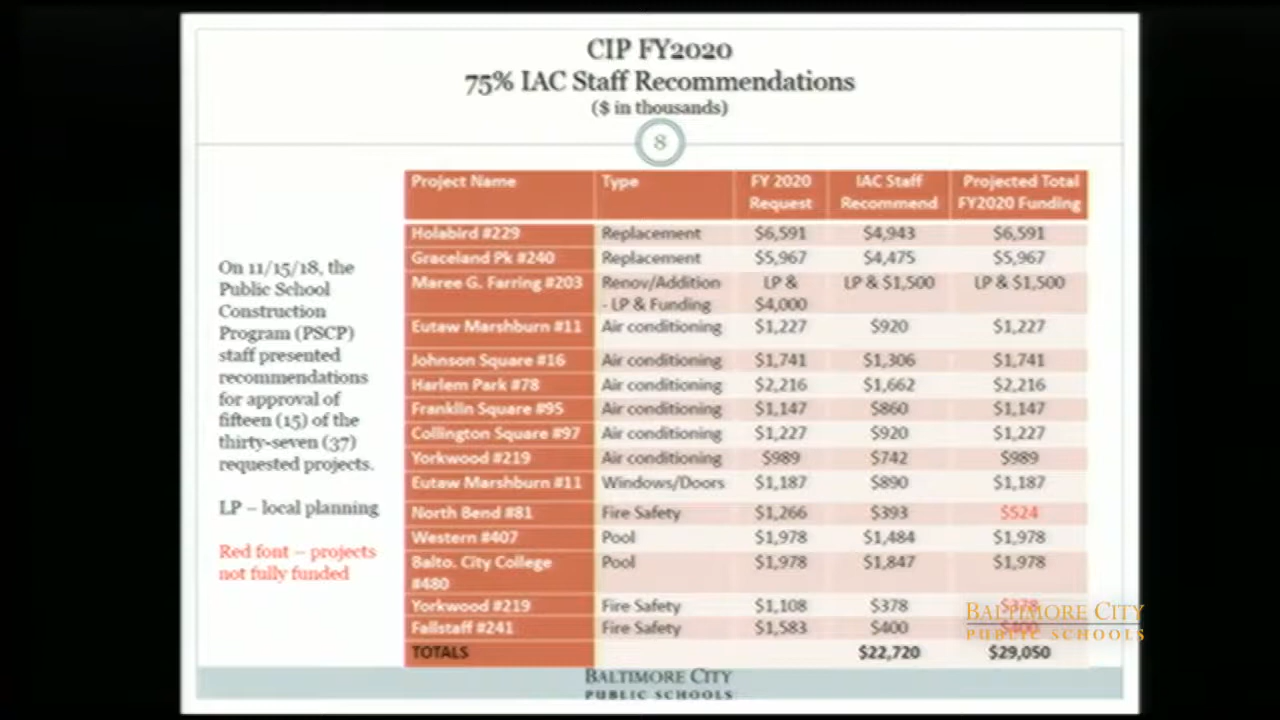 CIP FY2020
75% IAC Staff Recommendations
($ in thousands)
8
On 11/15/18, the
Public School
Construction
Program (PSCP)
staff presented
recommendations
for approval of
fifteen (15) of the
thirty-seven (37)
requested projects.
LP – local planning
Red font – projects
not fully funded
Project Name Type FY 2020 Request IAC Staff Recommend Projected Total FY2020 Funding
Holabird #229 Replacement $6,591 $4,943 $6,591
Graceland Pk #240 Replacement $5,967 $4,475 $5,967
Maree G. Farring #203 Renov/Addition - LP & Funding LP & $4,000 LP & $1,500 LP & $1,500
Eutaw Marshburn #11 Air conditioning $1,227 $920 $1,227
Johnson Square #16 Air conditioning $1,741 $1,306 $1,741
Harlem Park #78 Air conditioning $2,216 $1,662 $2,216
Franklin Square #95 Air conditioning $1,147 $860 $1,147
Collington Square #97 Air conditioning $1,227 $920 $1,227
Yorkwood #219 Air conditioning $989 $742 $989
Eutaw Marshburn #11 Windows/Doors $1,187 $890 $1,187
North Bend #81 Fire Safety $1,266 $393 $524
Western #407 Pool $1,978 $1,484 $1,978
Balto. City College #480 Pool $1,978 $1,847 $1,978
Yorkwood #219 Fire Safety $1,108 $378 $378
Fallstaff #241 Fire Safety $1,583 $400 $400
TOTALS $22,720 $29,050
BALTIMORE CITY
PUBLIC SCHOOLS
BALTIMORE CITY
PUBLIC SCHOOLS